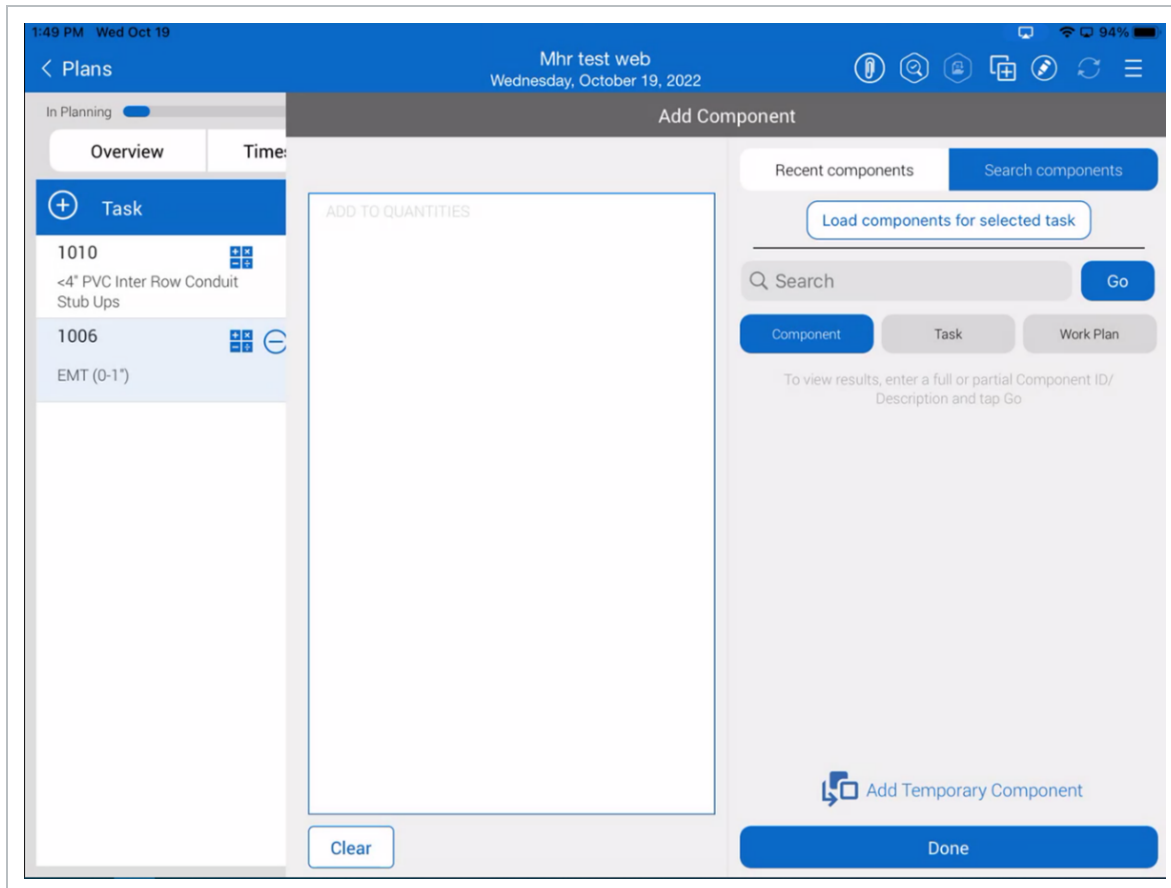 1:49 PM Wed Oct 19
94%
< Plans
Mhr test web
Wednesday, October 19, 2022
In Planning
Overview
Time
Add Component
Task
1010
<4" PVC Inter Row Conduit
Stub Ups
1006
EMT (0-1")
ADD TO QUANTITIES
Clear
Recent components
Search components
Load components for selected task
Search
Go
Component
Task
Work Plan
To view results, enter a full or partial Component ID/
Description and tap Go
Add Temporary Component
Done